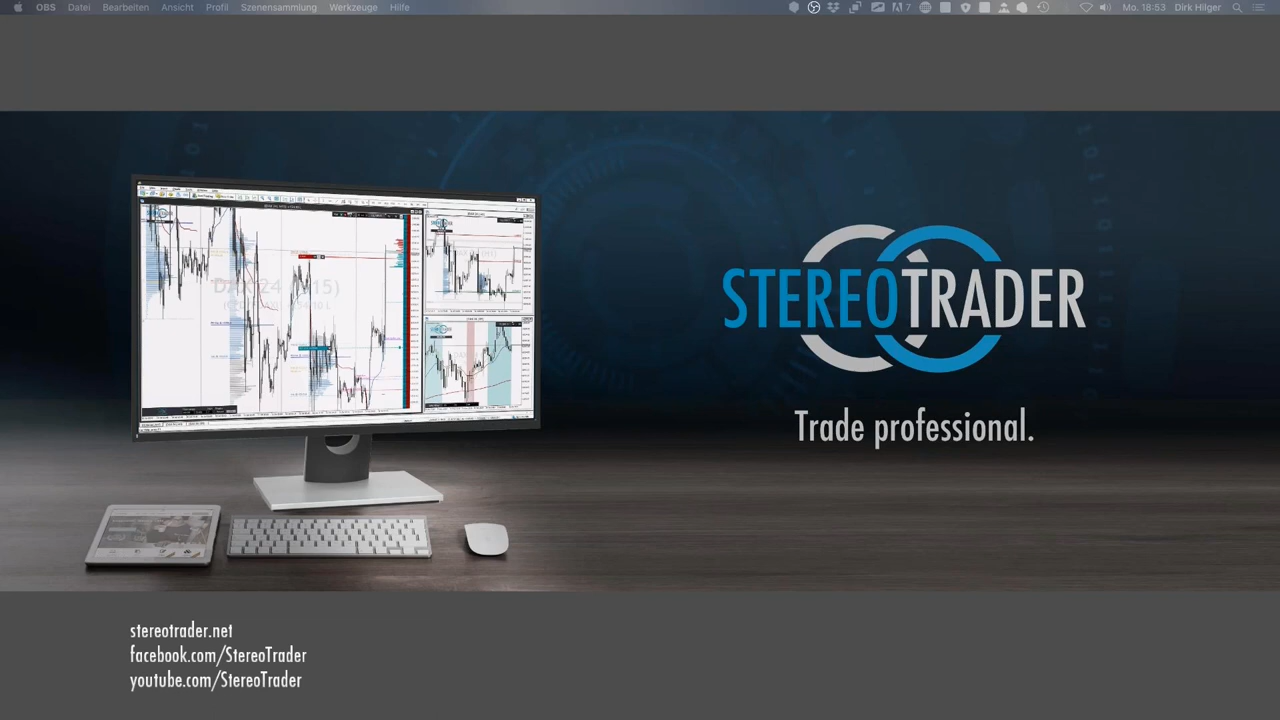 OBS Datei Bearbeiten Ansicht Profil Szenensammlung Werkzeuge Hilfe 7 Mo. 18:53 Dirk Hilger
STEREOTRADER
Trade professional.
stereotrader.net
facebook.com/StereoTrader
youtube.com/StereoTrader